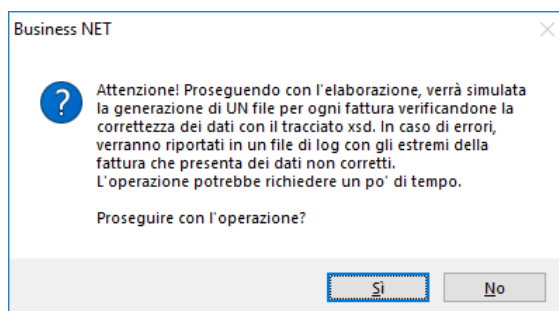 Business NET
Attenzione! Proseguendo con l'elaborazione, verrà simulata
la generazione di UN file per ogni fattura verificandone la
correttezza dei dati con il tracciato xsd. In caso di errori,
verranno riportati in un file di log con gli estremi della
fattura che presenta dei dati non corretti.
L'operazione potrebbe richiedere un po' di tempo.
Proseguire con l'operazione?
Sì
No